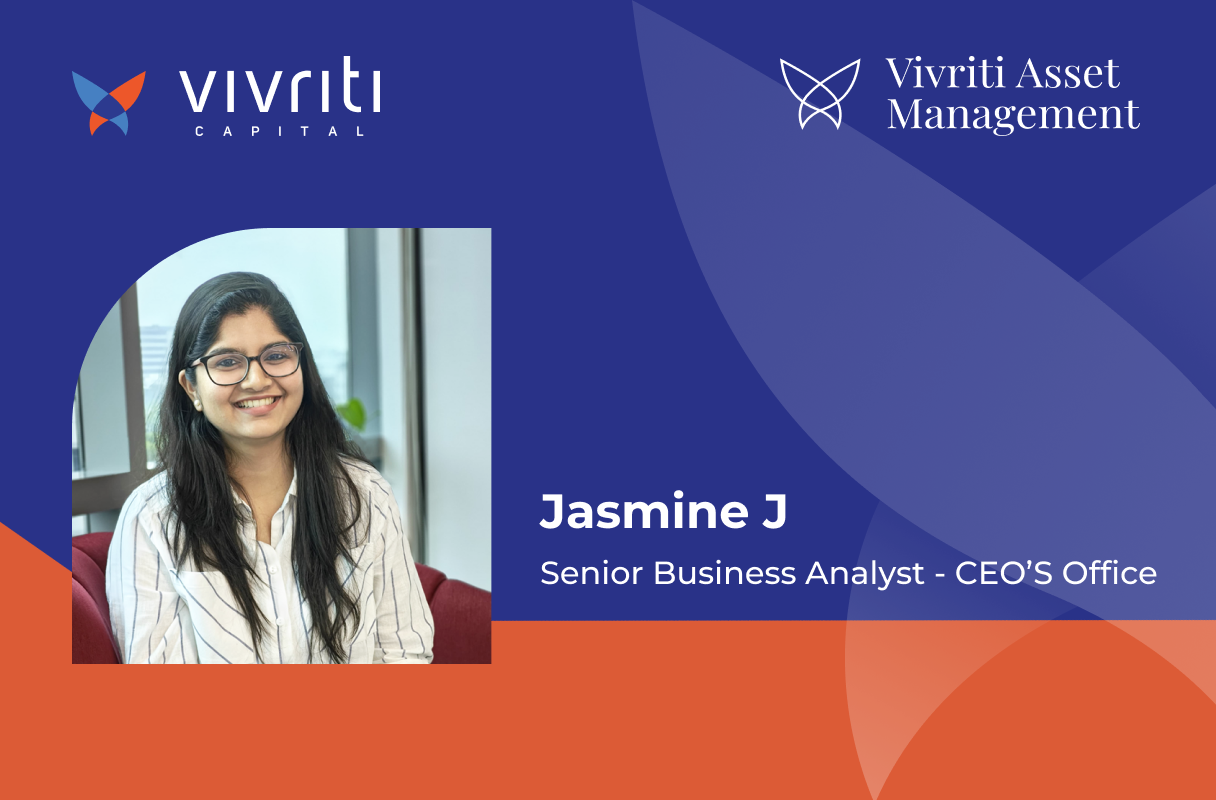 vivriti
CAPITAL
Vivriti Asset
Management
Jasmine J
Senior Business Analyst - CEO’S Office